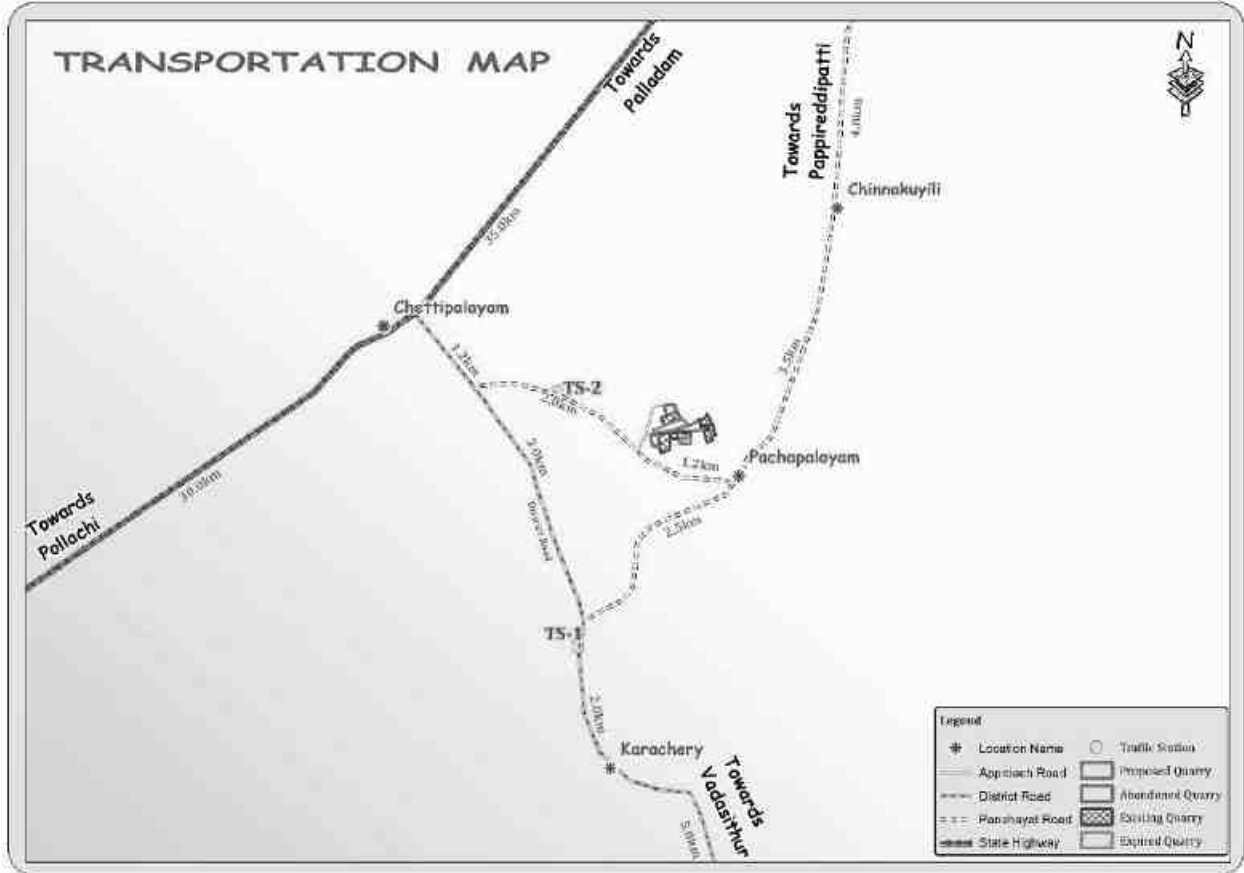 TRANSPORTATION MAP
N
Towards
Palladam
Towards
Pappireddipatti
4.0km
Chinnakuyili
35.0km
Chettipalayam
1.2km
3.5km
TS-2
2.0km
2.0km
1.2km
Pachapalayam
30.0km
District Road
Towards
Pollachi
2.5km
TS-1
2.0km
Karachery
Towards
Vadasithur
5.0km
Legend
Location Name
Traffic Station
Approach Road
Proposed Quarry
District Road
Abandoned Quarry
Panchayat Road
Existing Quarry
State Highway
Expired Quarry